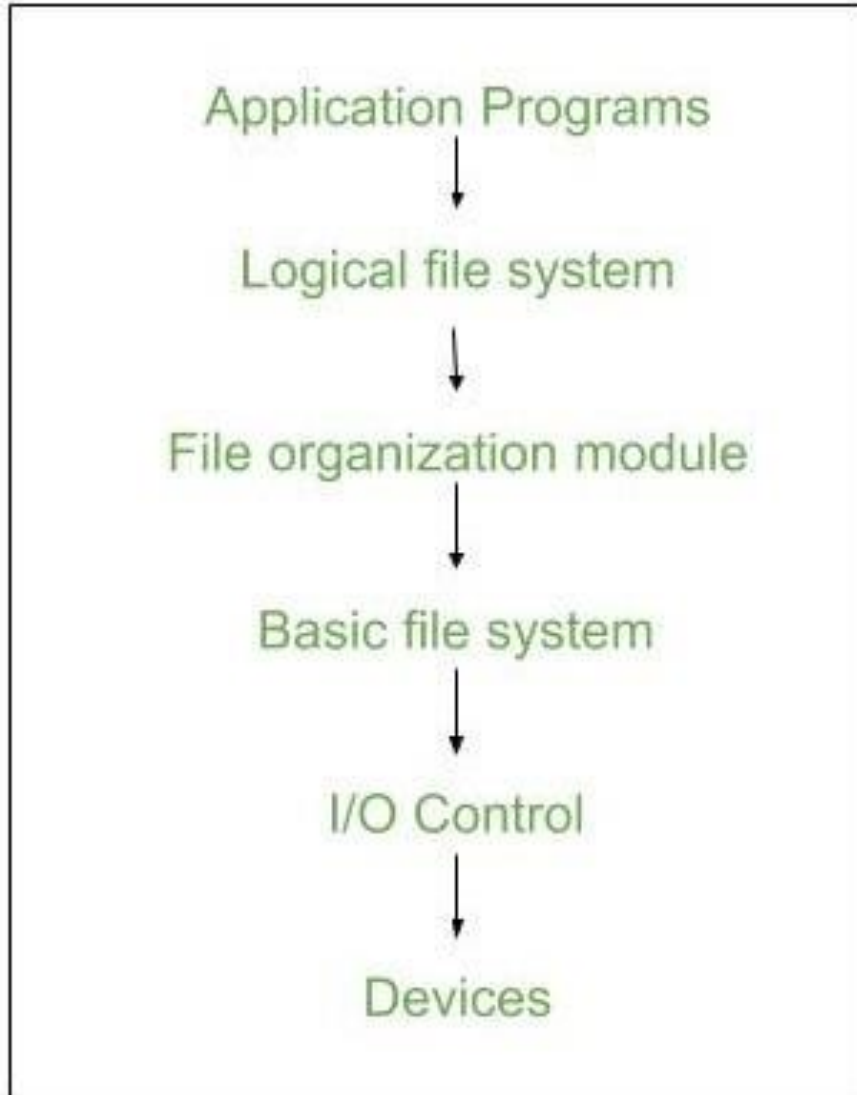 Application Programs
Logical file system
File organization module
Basic file system
I/O Control
Devices